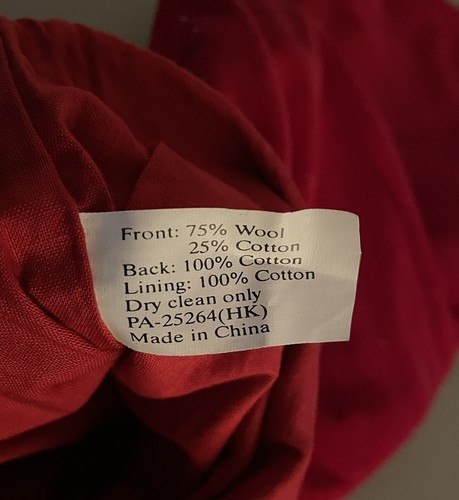 Front: 75% Wool
25% Cotton
Back: 100% Cotton
Lining: 100% Cotton
Dry clean only
PA-25264(HK)
Made in China